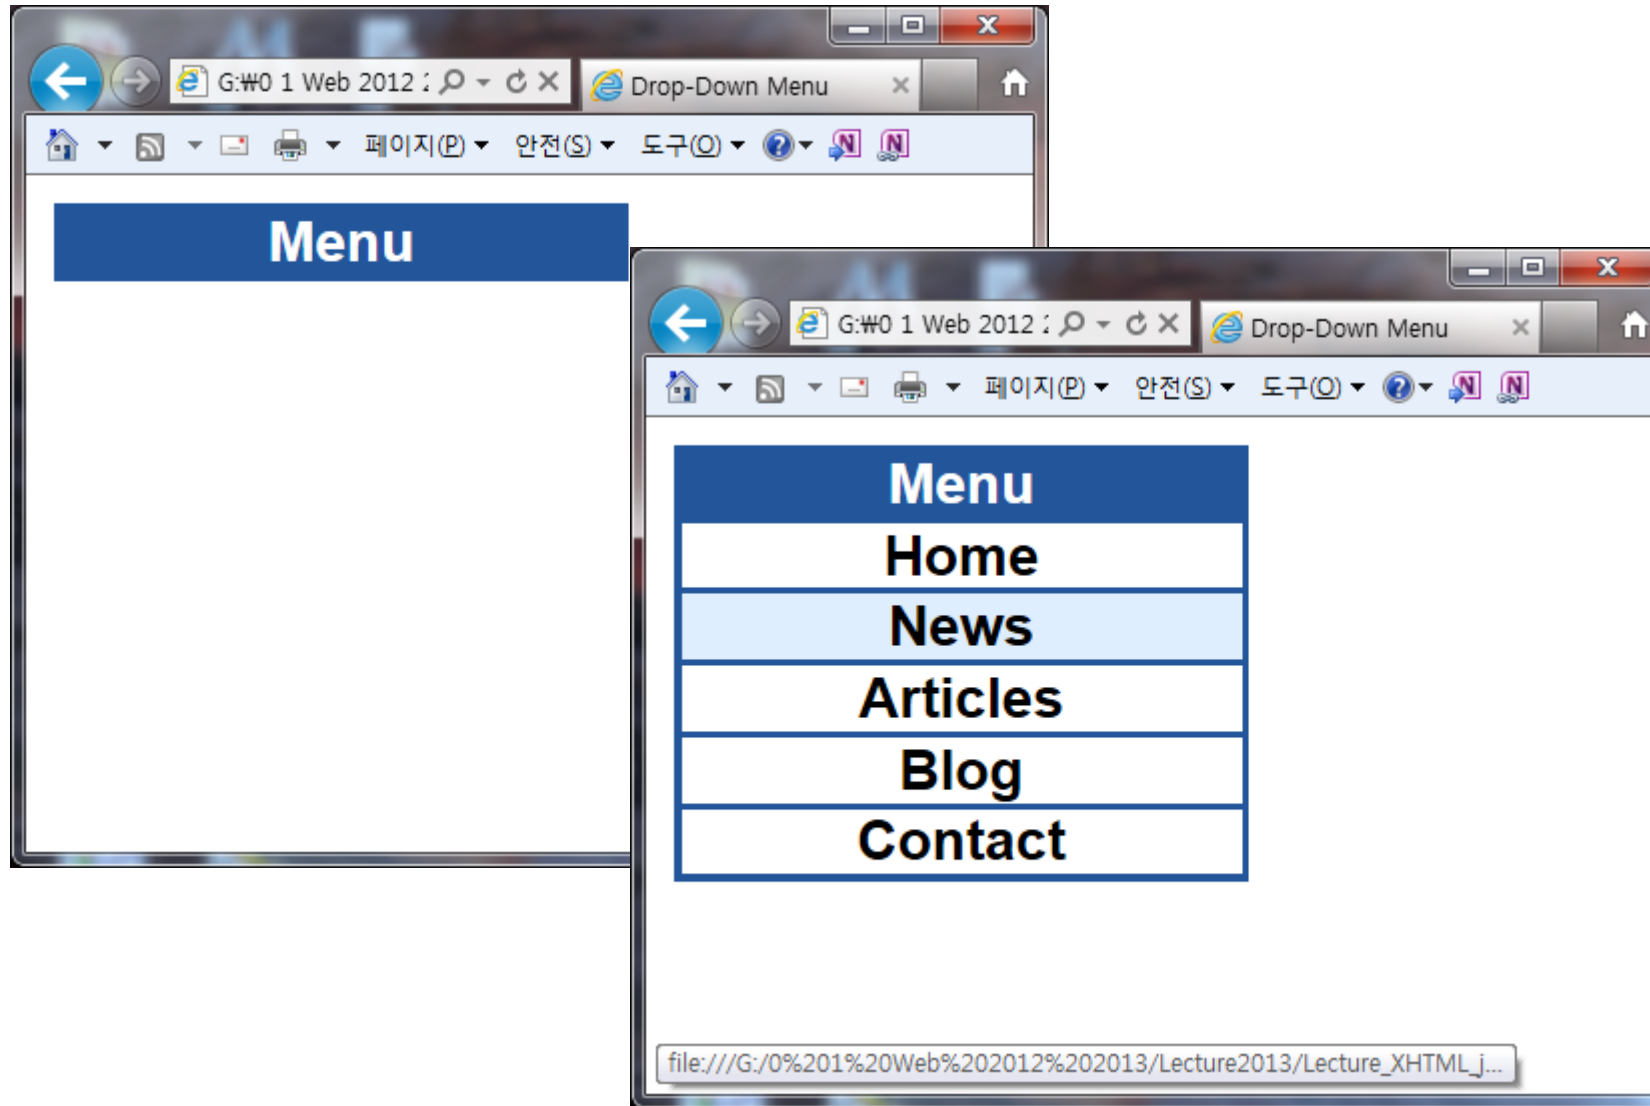 G:₩0 1 Web 2012 2
Drop-Down Menu
페이지(P)
안전(S)
도구(O)
Menu
G:₩0 1 Web 2012 2
Drop-Down Menu
페이지(P)
안전(S)
도구(O)
Menu
Home
News
Articles
Blog
Contact
file:///G:/0%201%20Web%202012%202013/Lecture2013/Lecture_XHTML_j...